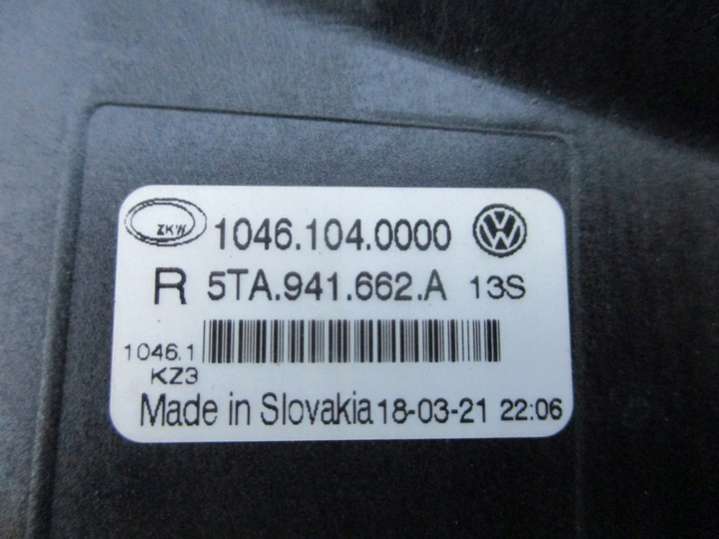 ZKW 1046.104.0000 VW
R 5TA.941.662.A 13S
1046.1
KZ3
Made in Slovakia 18-03-21 22:06